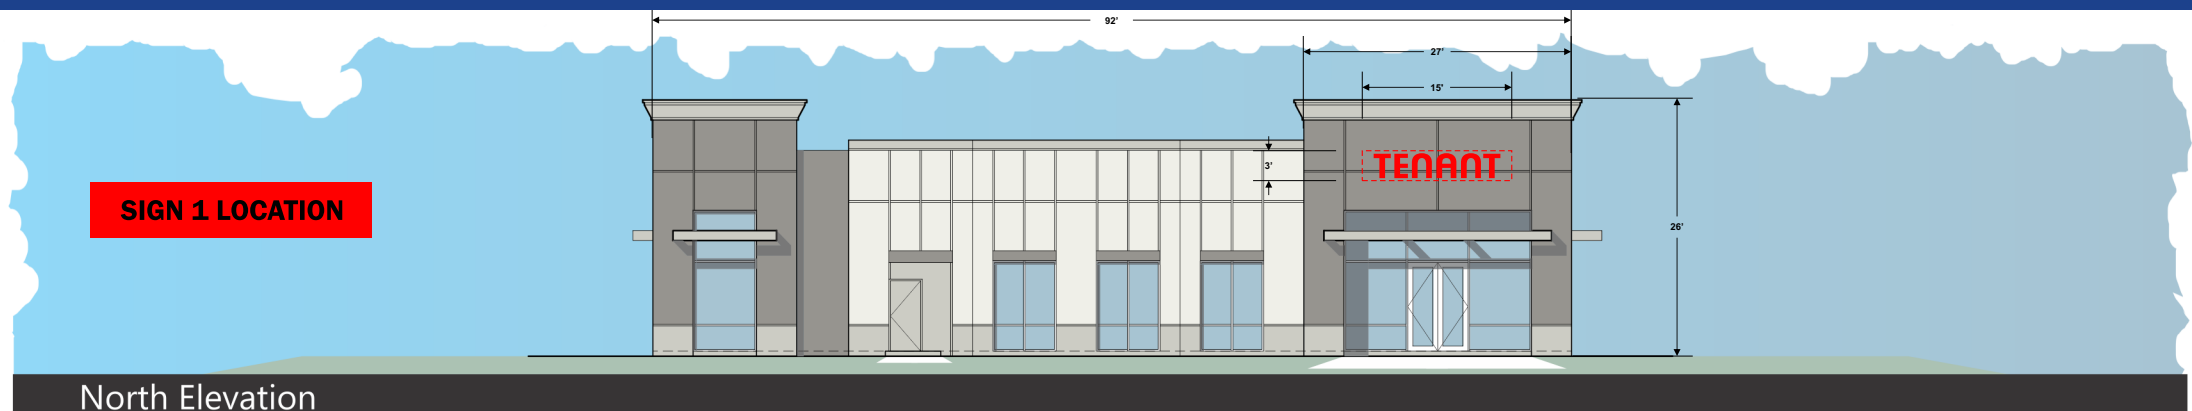 92'
27'
15'
3'
TENANT
SIGN 1 LOCATION
26'
North Elevation